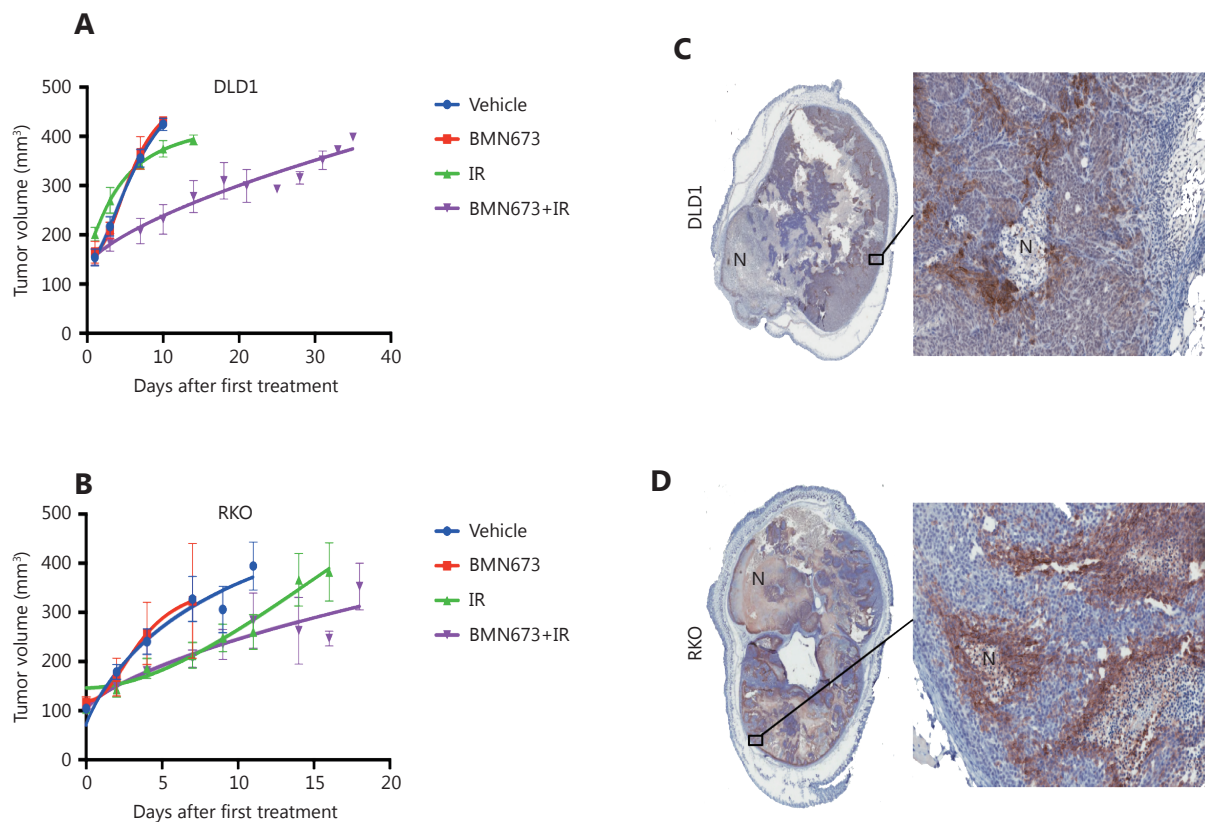 A
DLD1
Tumor volume (mm³)
500
400
300
200
100
0
0 10 20 30 40
Days after first treatment
Vehicle
BMN673
IR
BMN673+IR
B
RKO
Tumor volume (mm³)
500
400
300
200
100
0
0 5 10 15 20
Days after first treatment
Vehicle
BMN673
IR
BMN673+IR
C
DLD1
N
N
D
RKO
N
N